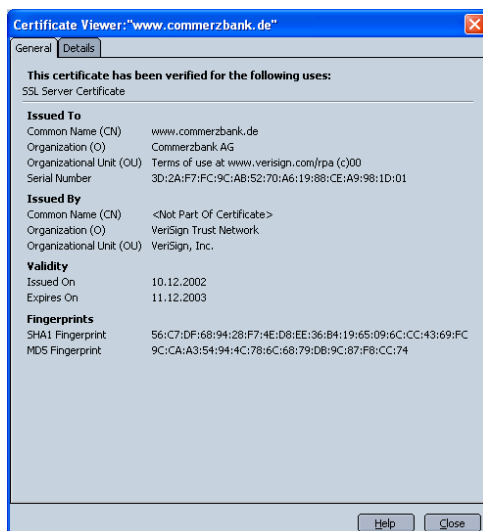 Certificate Viewer:"www.commerzbank.de"
General Details
This certificate has been verified for the following uses:
SSL Server Certificate
Issued To
Common Name (CN) www.commerzbank.de
Organization (O) Commerzbank AG
Organizational Unit (OU) Terms of use at www.verisign.com/rpa (c)00
Serial Number 3D:2A:F7:FC:9C:AB:52:70:A6:19:88:CE:A9:98:1D:01
Issued By
Common Name (CN) <Not Part Of Certificate>
Organization (O) VeriSign Trust Network
Organizational Unit (OU) VeriSign, Inc.
Validity
Issued On 10.12.2002
Expires On 11.12.2003
Fingerprints
SHA1 Fingerprint 56:C7:DF:68:94:28:F7:4E:D8:EE:36:B4:19:65:09:6C:CC:43:69:FC
MD5 Fingerprint 9C:CA:A3:54:94:4C:78:6C:68:79:DB:9C:87:F8:CC:74
Help Close